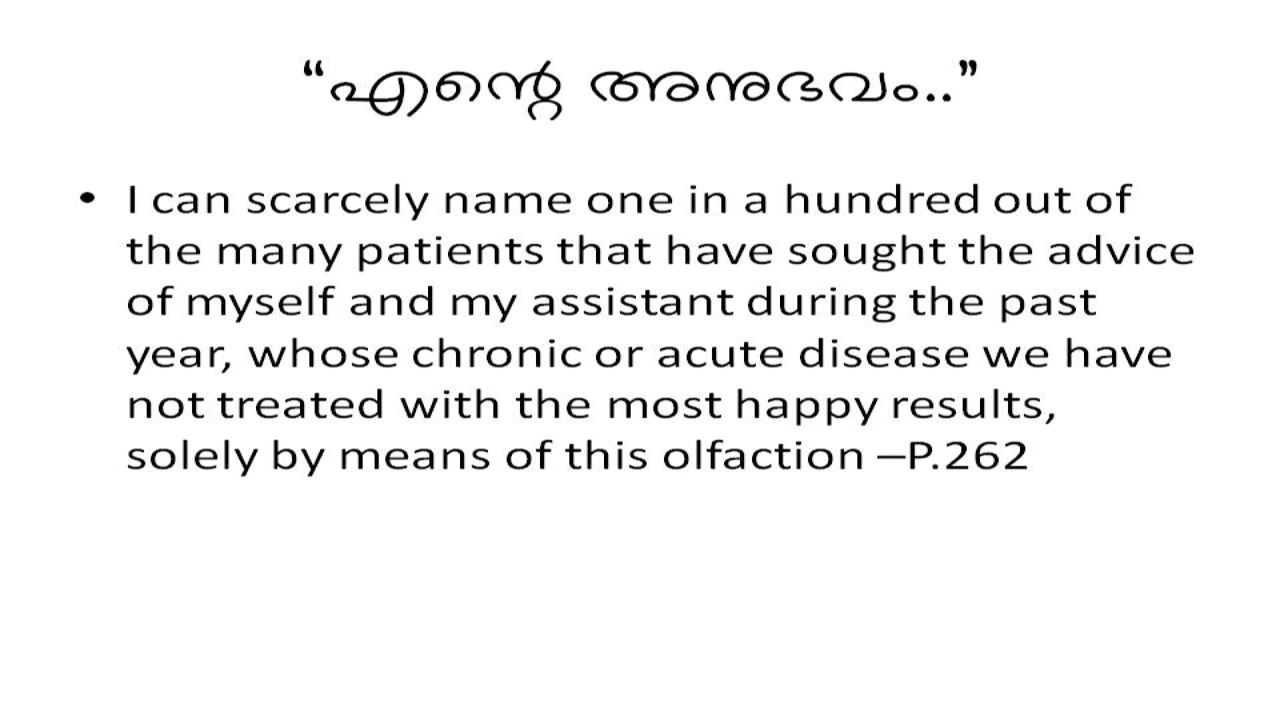 “എന്റെ അനുഭവം..”
• I can scarcely name one in a hundred out of
the many patients that have sought the advice
of myself and my assistant during the past
year, whose chronic or acute disease we have
not treated with the most happy results,
solely by means of this olfaction –P.262